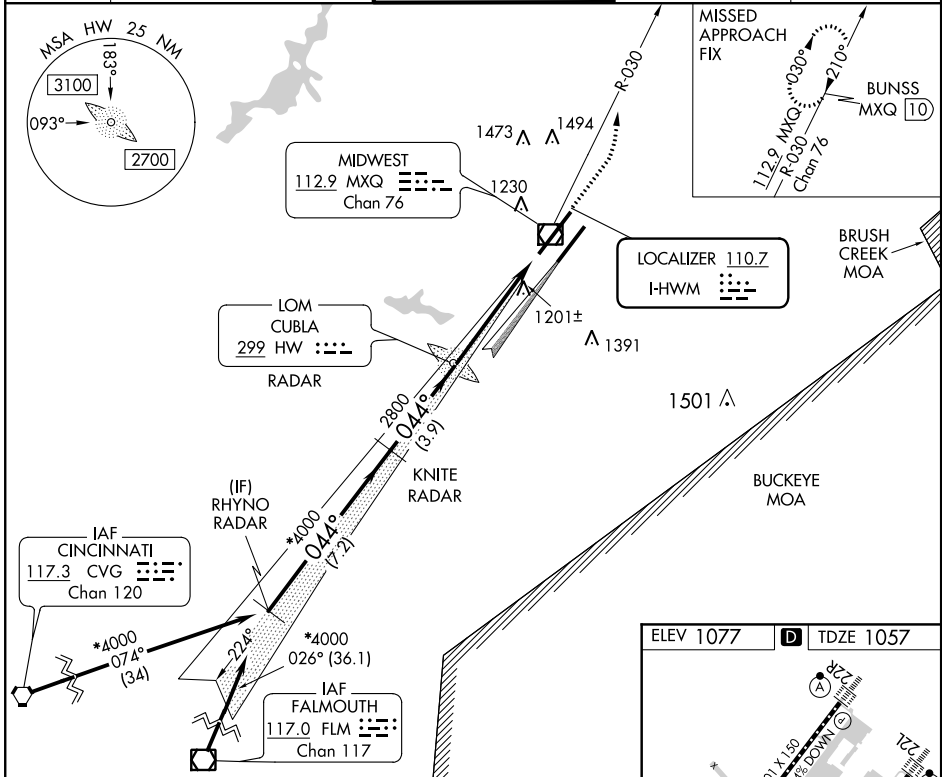 MSA HW 25 NM
183°
3100
093°
2700
MISSED
APPROACH
FIX
030°
210°
BUNSS
MXQ 10
112.9 MXQ
R-030
Chan 76
R-030
1473
1494
MIDWEST
112.9 MXQ
Chan 76
1230
BRUSH
CREEK
MOA
LOCALIZER 110.7
I-HWM
LOM
CUBLA
299 HW
RADAR
1201±
1391
1501
2800
044°
(3.9)
KNITE
RADAR
BUCKEYE
MOA
(IF)
RHYNO
RADAR
*4000
044°
(7.2)
IAF
CINCINNATI
117.3 CVG
Chan 120
*4000
074°
(34)
224°
*4000
026° (36.1)
IAF
FALMOUTH
117.0 FLM
Chan 117
ELEV 1077
D
TDZE 1057
22R
A
X 150
% DOWN
P
22L